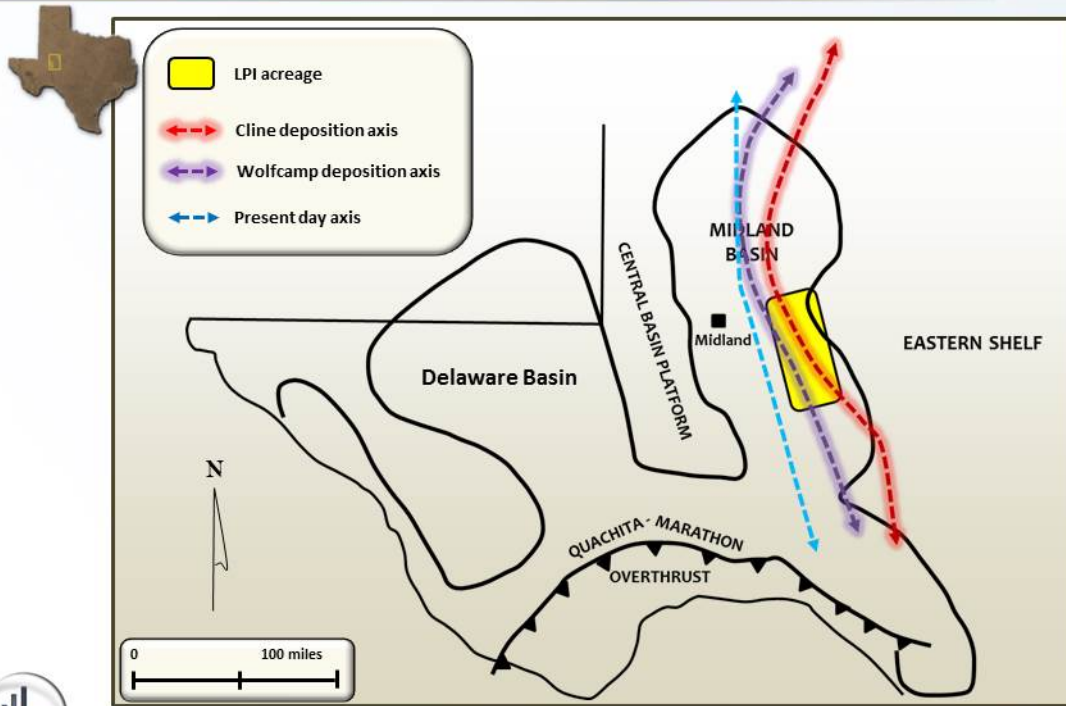 LPI acreage
Cline deposition axis
Wolfcamp deposition axis
Present day axis
MIDLAND
BASIN
CENTRAL BASIN PLATFORM
Midland
EASTERN SHELF
Delaware Basin
N
QUACHITA - MARATHON
OVERTHRUST
0 100 miles